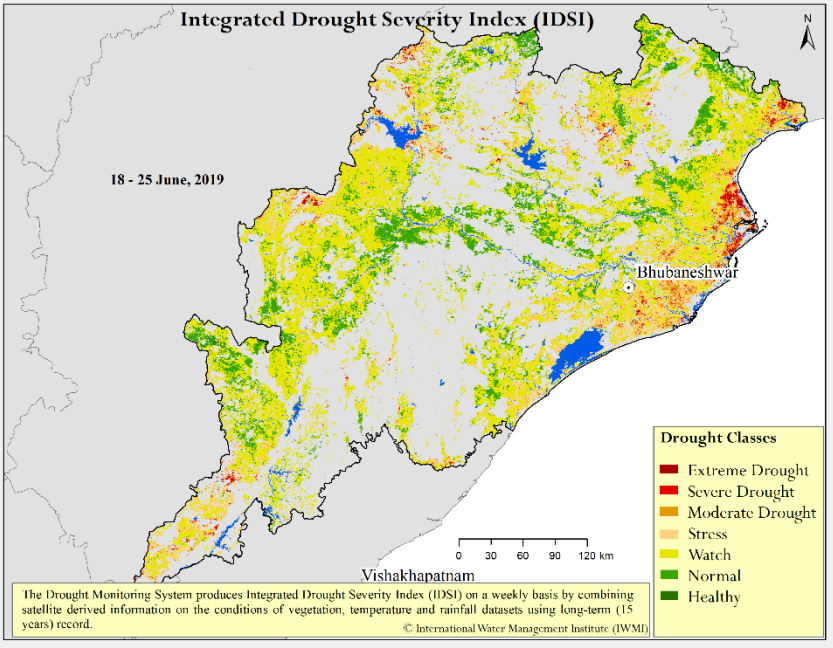 Integrated Drought Severity Index (IDSI)
N
18 - 25 June, 2019
Bhubaneshwar
Drought Classes
Extreme Drought
Severe Drought
Moderate Drought
Stress
Watch
Normal
Healthy
0 30 60 90 120 km
Vishakhapatnam
The Drought Monitoring System produces Integrated Drought Severity Index (IDSI) on a weekly basis by combining
satellite derived information on the conditions of vegetation, temperature and rainfall datasets using long-term (15
years) record.
© International Water Management Institute (IWMI)